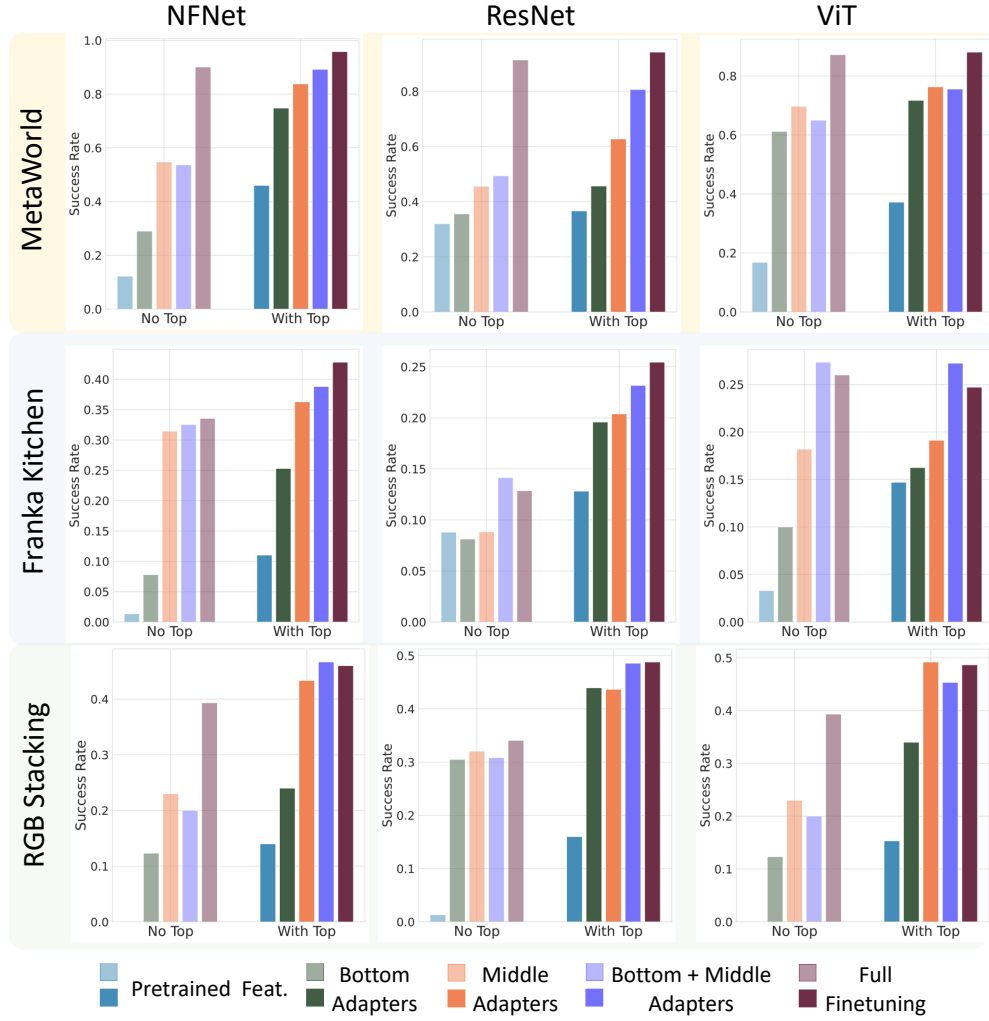 NFNet ResNet ViT
MetaWorld
Success Rate
1.0
0.8
0.6
0.4
0.2
0.0
No Top With Top
Success Rate
0.8
0.6
0.4
0.2
0.0
No Top With Top
Success Rate
0.8
0.6
0.4
0.2
0.0
No Top With Top
Franka Kitchen
Success Rate
0.40
0.35
0.30
0.25
0.20
0.15
0.10
0.05
0.00
No Top With Top
Success Rate
0.25
0.20
0.15
0.10
0.05
0.00
No Top With Top
Success Rate
0.25
0.20
0.15
0.10
0.05
0.00
No Top With Top
RGB Stacking
Success Rate
0.4
0.3
0.2
0.1
0.0
No Top With Top
Success Rate
0.5
0.4
0.3
0.2
0.1
0.0
No Top With Top
Success Rate
0.5
0.4
0.3
0.2
0.1
0.0
No Top With Top
Pretrained Feat.
Bottom
Adapters
Middle
Adapters
Bottom + Middle
Adapters
Full
Finetuning